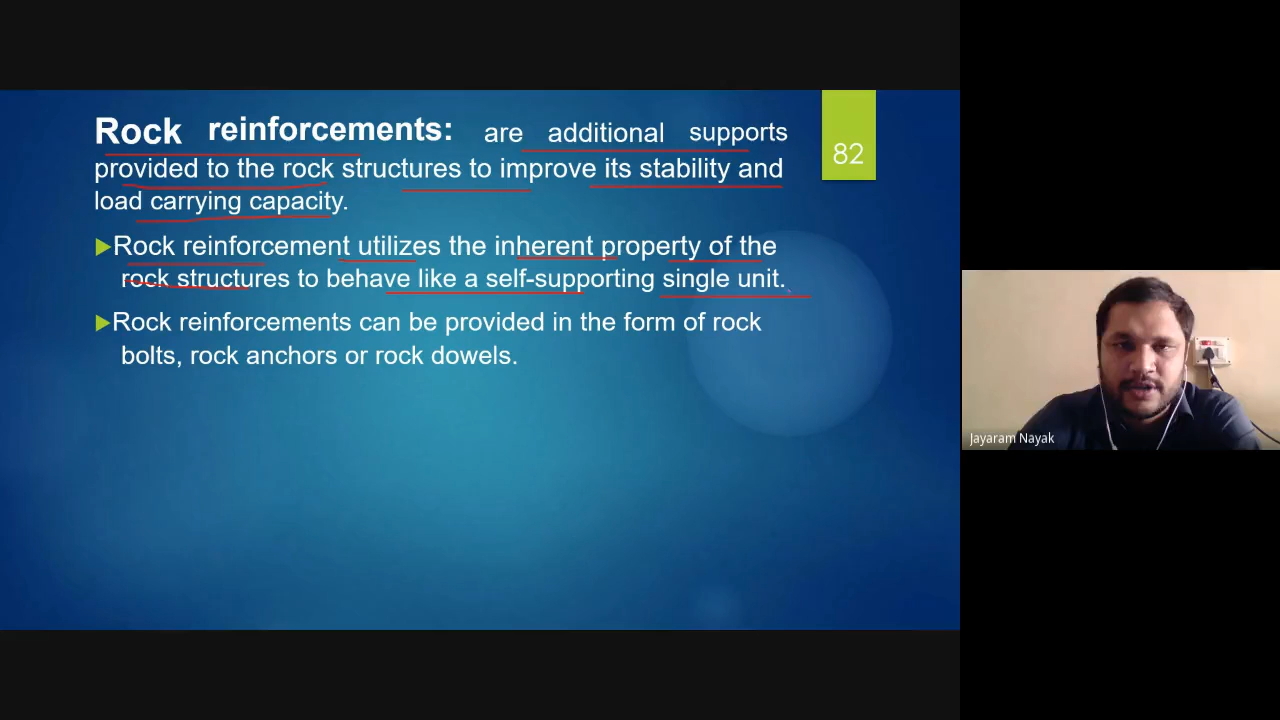 Rock reinforcements: are additional supports
provided to the rock structures to improve its stability and
load carrying capacity.
Rock reinforcement utilizes the inherent property of the
rock structures to behave like a self-supporting single unit.
Rock reinforcements can be provided in the form of rock
bolts, rock anchors or rock dowels.
82
Jayaram Nayak